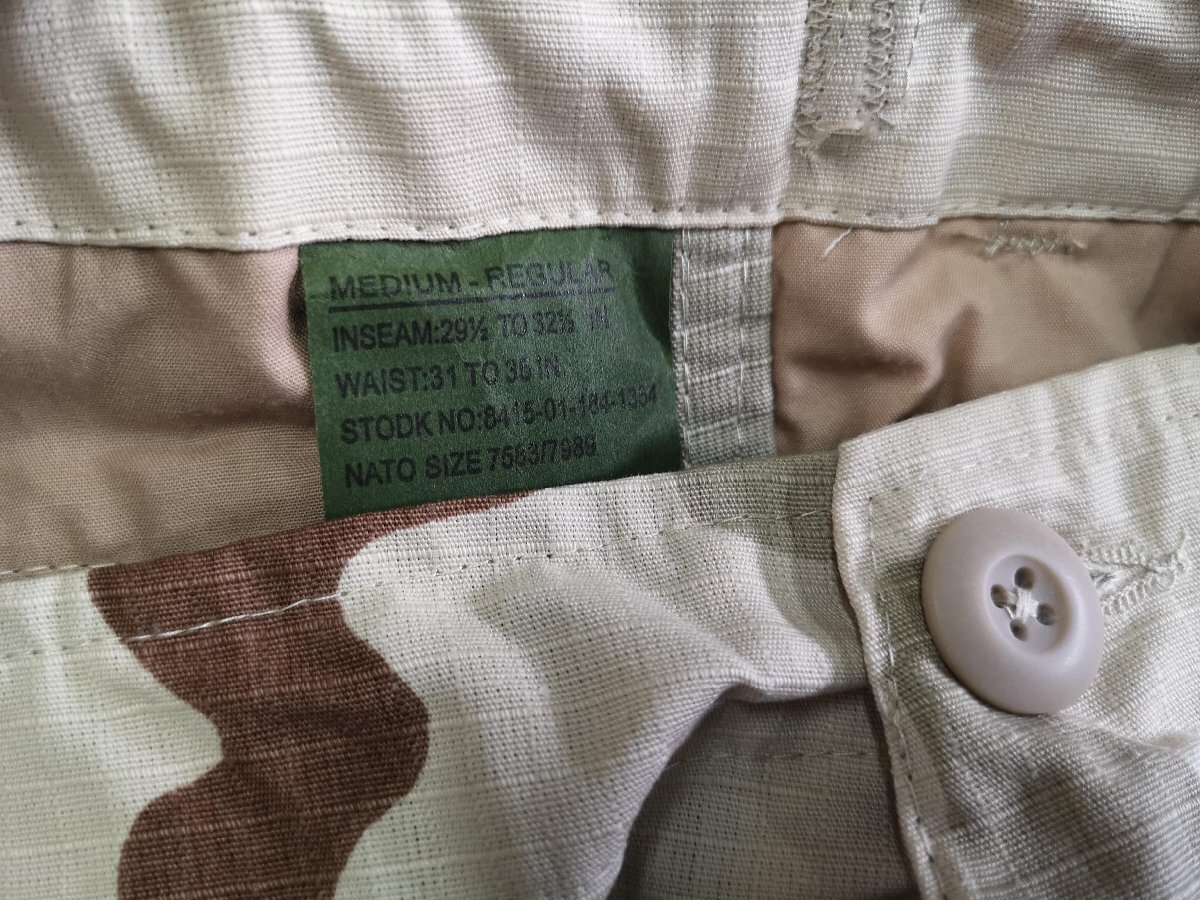 MEDIUM - REGULAR
INSEAM:29½ TO 32½ IN.
WAIST:31 TO 35 IN.
STODK NO:8415-01-184-1354
NATO SIZE 7583/7989